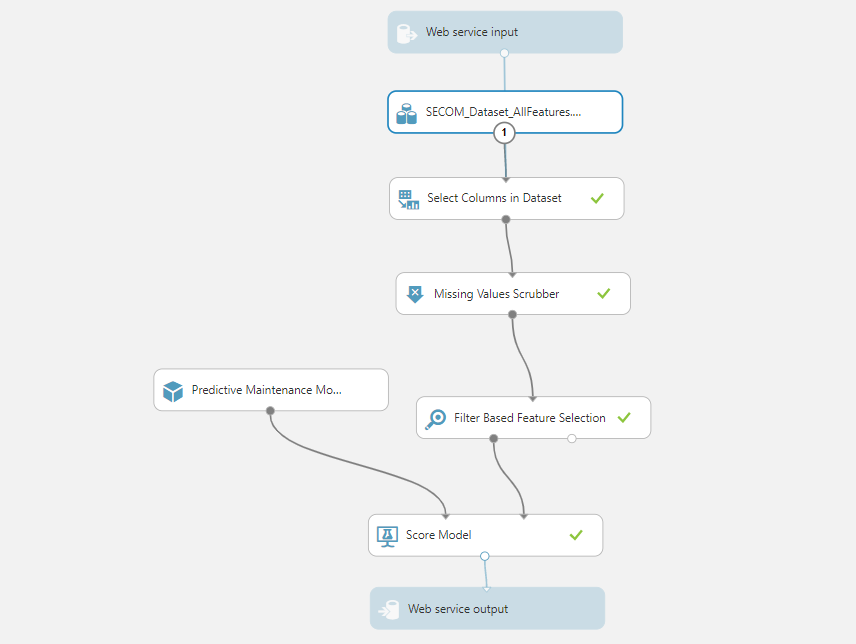 Web service input
SECOM_Dataset_AllFeatures....
1
Select Columns in Dataset
Missing Values Scrubber
Predictive Maintenance Mo...
Filter Based Feature Selection
Score Model
Web service output